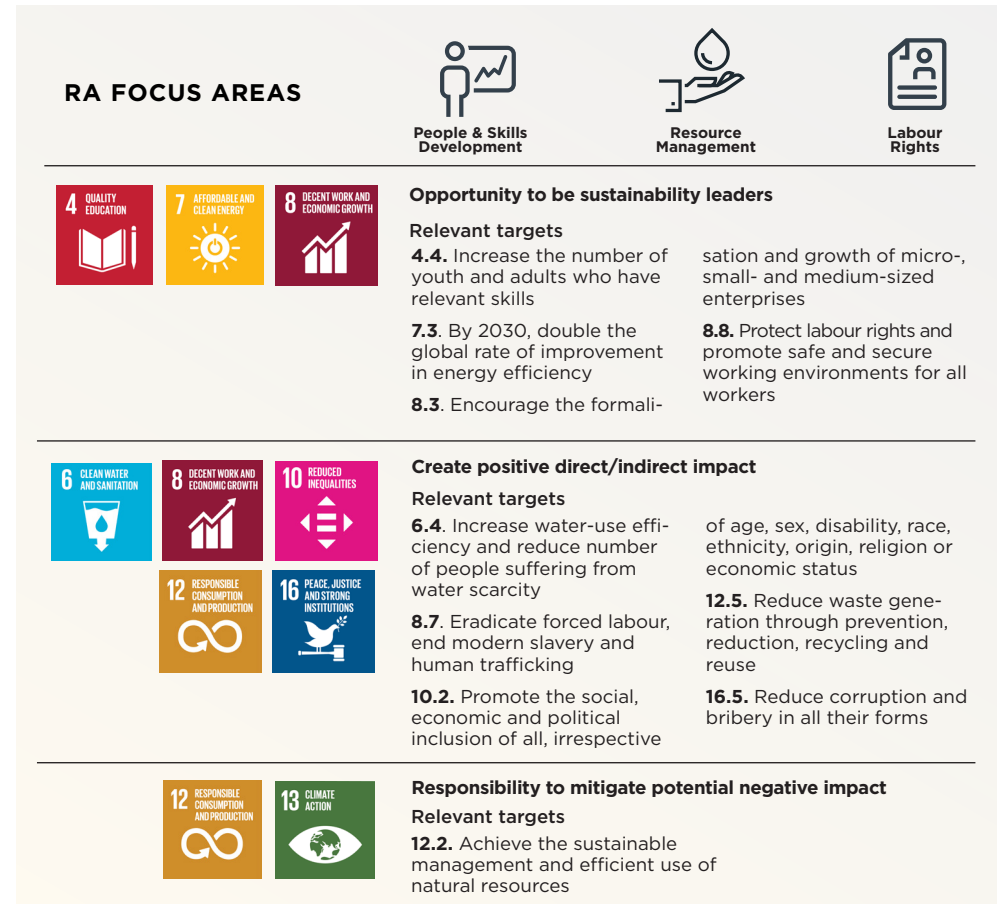 RA FOCUS AREAS
People & Skills
Development
Resource
Management
Labour
Rights
4 QUALITY
EDUCATION
7 AFFORDABLE AND
CLEAN ENERGY
8 DECENT WORK AND
ECONOMIC GROWTH
Opportunity to be sustainability leaders
Relevant targets
4.4. Increase the number of
youth and adults who have
relevant skills
7.3. By 2030, double the
global rate of improvement
in energy efficiency
8.3. Encourage the formali-
sation and growth of micro-,
small- and medium-sized
enterprises
8.8. Protect labour rights and
promote safe and secure
working environments for all
workers
6 CLEAN WATER
AND SANITATION
8 DECENT WORK AND
ECONOMIC GROWTH
10 REDUCED
INEQUALITIES
12 RESPONSIBLE
CONSUMPTION
AND PRODUCTION
16 PEACE, JUSTICE
AND STRONG
INSTITUTIONS
Create positive direct/indirect impact
Relevant targets
6.4. Increase water-use effi-
ciency and reduce number
of people suffering from
water scarcity
8.7. Eradicate forced labour,
end modern slavery and
human trafficking
10.2. Promote the social,
economic and political
inclusion of all, irrespective
of age, sex, disability, race,
ethnicity, origin, religion or
economic status
12.5. Reduce waste gene-
ration through prevention,
reduction, recycling and
reuse
16.5. Reduce corruption and
bribery in all their forms
12 RESPONSIBLE
CONSUMPTION
AND PRODUCTION
13 CLIMATE
ACTION
Responsibility to mitigate potential negative impact
Relevant targets
12.2. Achieve the sustainable
management and efficient use of
natural resources